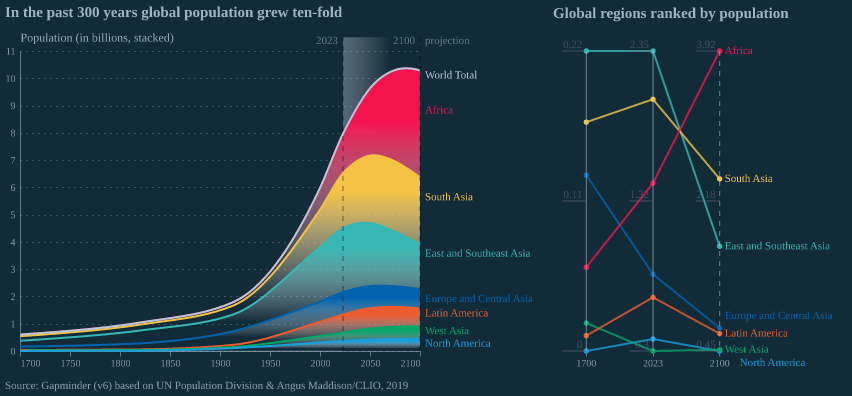 In the past 300 years global population grew ten-fold
Population (in billions, stacked)
2023
2100
projection
11
10
9
8
7
6
5
4
3
2
1
0
World Total
Africa
South Asia
East and Southeast Asia
Europe and Central Asia
Latin America
West Asia
North America
1700
1750
1800
1850
1900
1950
2000
2050
2100
Source: Gapminder (v6) based on UN Population Division & Angus Maddison/CLIO, 2019
Global regions ranked by population
0.22
2.35
3.92
Africa
South Asia
0.11
East and Southeast Asia
Europe and Central Asia
Latin America
0
0.45
West Asia
North America
1700
2023
2100